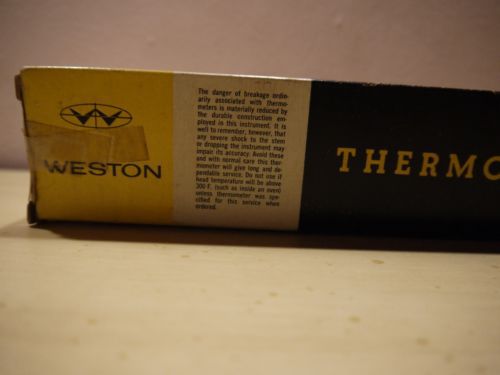 WESTON
The danger of breakage ordin-
arily associated with thermo-
meters is materially reduced by
the durable construction em-
ployed in this instrument. It is
well to remember, however, that
any severe shock to the stem
or dropping the instrument may
impair its accuracy. Avoid these
and with normal care this ther-
mometer will give long and de-
pendable service. Do not use if
head temperature will be above
200 F. (such as inside an oven)
unless thermometer was spe-
cified for this service when
ordered.
THERMO